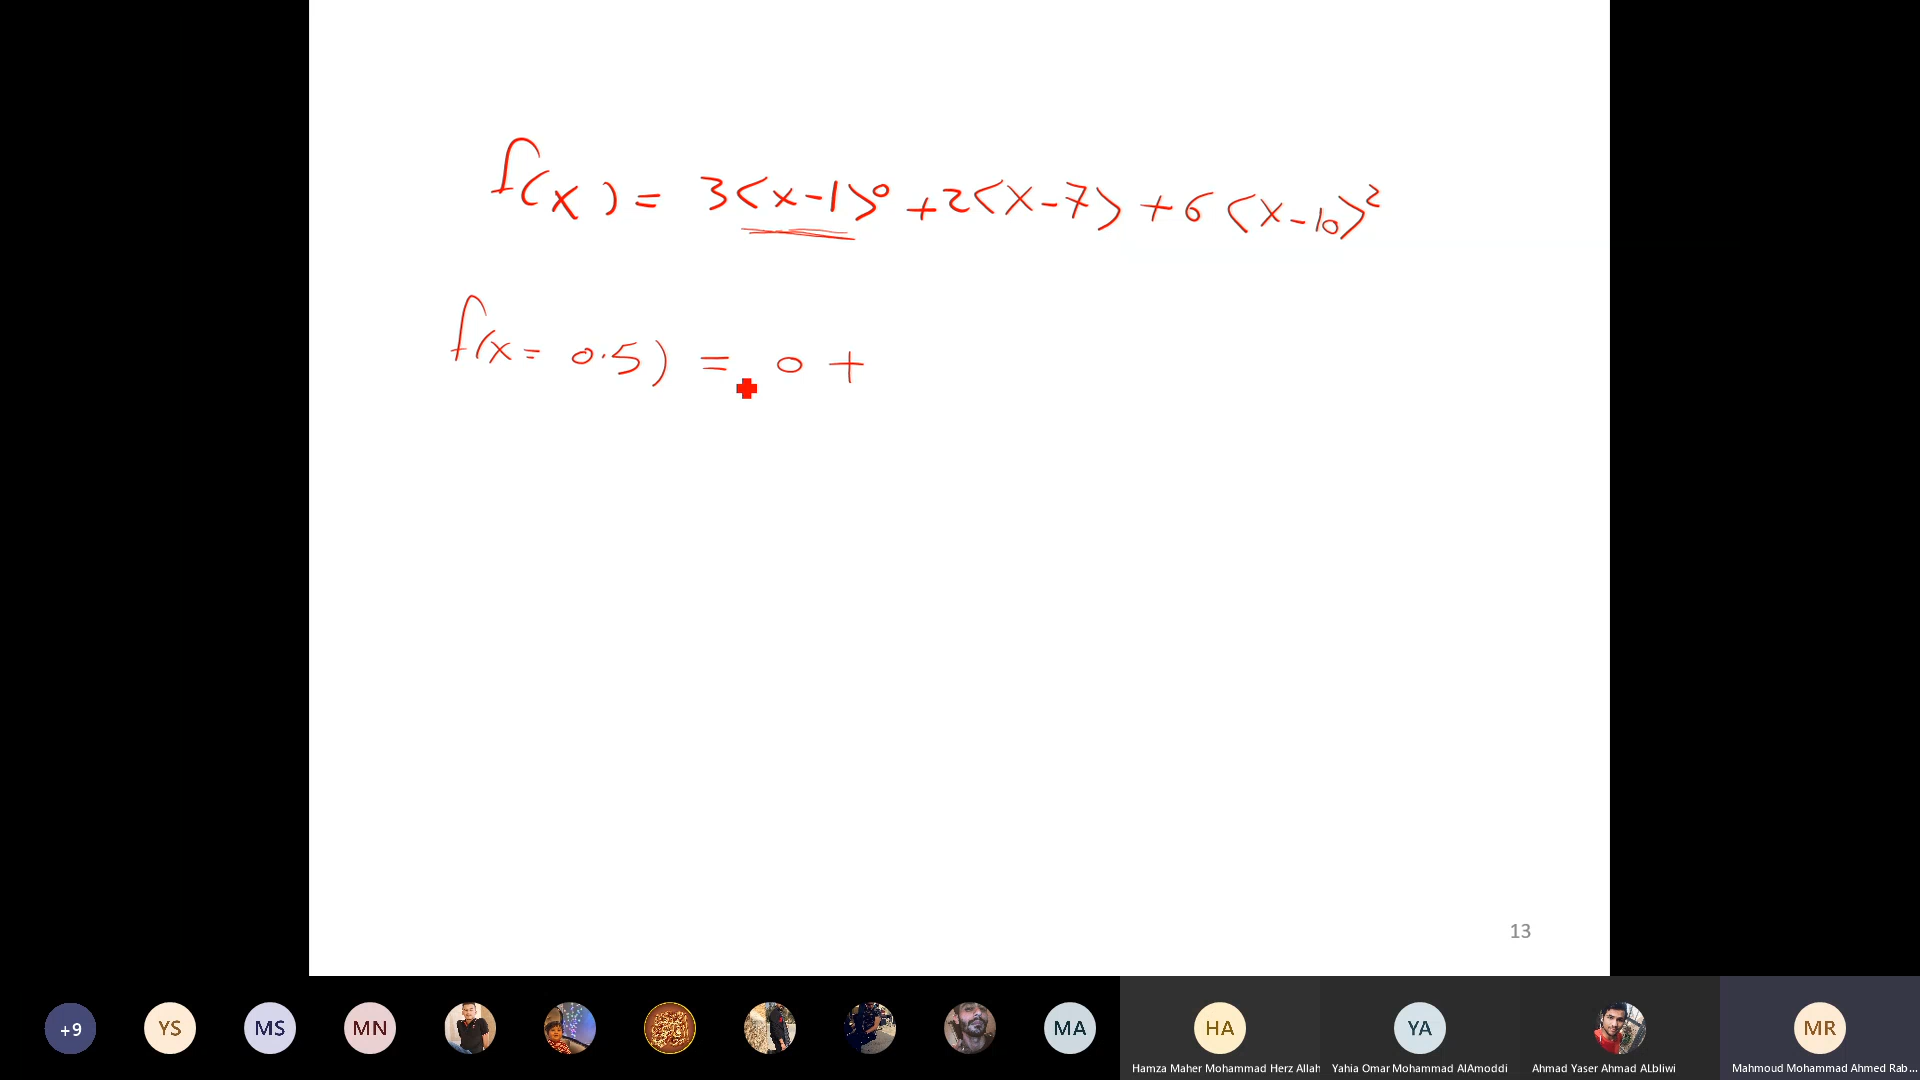 f(x) = 3<x-1>⁰ + 2<x-7> + 6<x-10>²
f(x = 0.5) = 0 +
13
+9
YS
MS
MN
MA
HA
YA
MR
Hamza Maher Mohammad Herz Allah
Yahia Omar Mohammad AlAmoddi
Ahmad Yaser Ahmad ALbliwi
Mahmoud Mohammad Ahmed Rab...